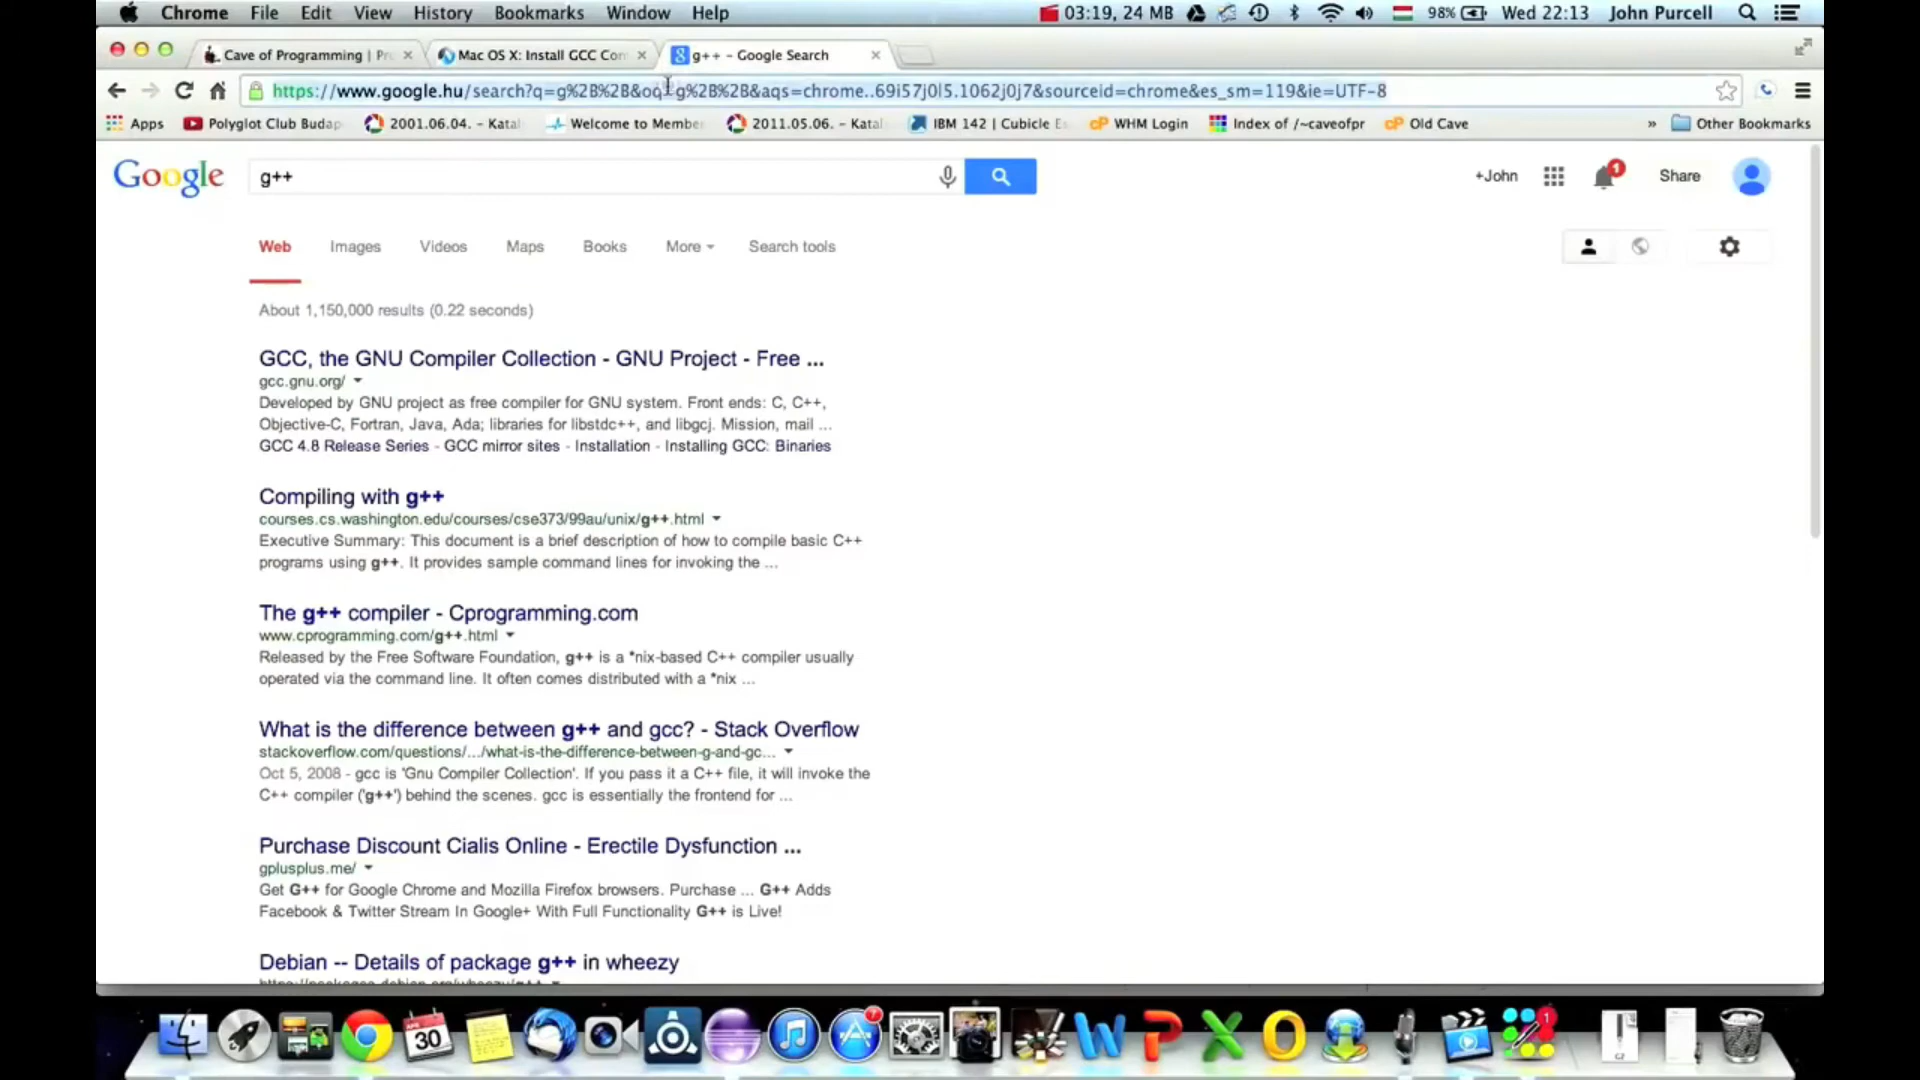 Chrome File Edit View History Bookmarks Window Help 03:19, 24 MB 98% Wed 22:13 John Purcell
Cave of Programming | Pr Mac OS X: Install GCC Com g++ - Google Search
https://www.google.hu/search?q=g%2B%2B&oq=g%2B%2B&aqs=chrome..69i57j0l5.1062j0j7&sourceid=chrome&es_sm=119&ie=UTF-8
Apps Polyglot Club Budap 2001.06.04. - Katal Welcome to Membe 2011.05.06. - Katal IBM 142 | Cubicle E WHM Login Index of /~caveofpr Old Cave » Other Bookmarks
Google g++ +John 1 Share
Web Images Videos Maps Books More Search tools
About 1,150,000 results (0.22 seconds)
GCC, the GNU Compiler Collection - GNU Project - Free ...
gcc.gnu.org/
Developed by GNU project as free compiler for GNU system. Front ends: C, C++,
Objective-C, Fortran, Java, Ada; libraries for libstdc++, and libgcj. Mission, mail ...
GCC 4.8 Release Series - GCC mirror sites - Installation - Installing GCC: Binaries
Compiling with g++
courses.cs.washington.edu/courses/cse373/99au/unix/g++.html
Executive Summary: This document is a brief description of how to compile basic C++
programs using g++. It provides sample command lines for invoking the ...
The g++ compiler - Cprogramming.com
www.cprogramming.com/g++.html
Released by the Free Software Foundation, g++ is a *nix-based C++ compiler usually
operated via the command line. It often comes distributed with a *nix ...
What is the difference between g++ and gcc? - Stack Overflow
stackoverflow.com/questions/.../what-is-the-difference-between-g-and-gc...
Oct 5, 2008 - gcc is 'Gnu Compiler Collection'. If you pass it a C++ file, it will invoke the
C++ compiler ('g++') behind the scenes. gcc is essentially the frontend for ...
Purchase Discount Cialis Online - Erectile Dysfunction ...
gplusplus.me/
Get G++ for Google Chrome and Mozilla Firefox browsers. Purchase ... G++ Adds
Facebook & Twitter Stream In Google+ With Full Functionality G++ is Live!
Debian -- Details of package g++ in wheezy
30 7 1